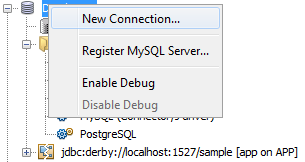 New Connection...
Register MySQL Server...
Enable Debug
Disable Debug
PostgreSQL
jdbc:derby://localhost:1527/sample [app on APP]